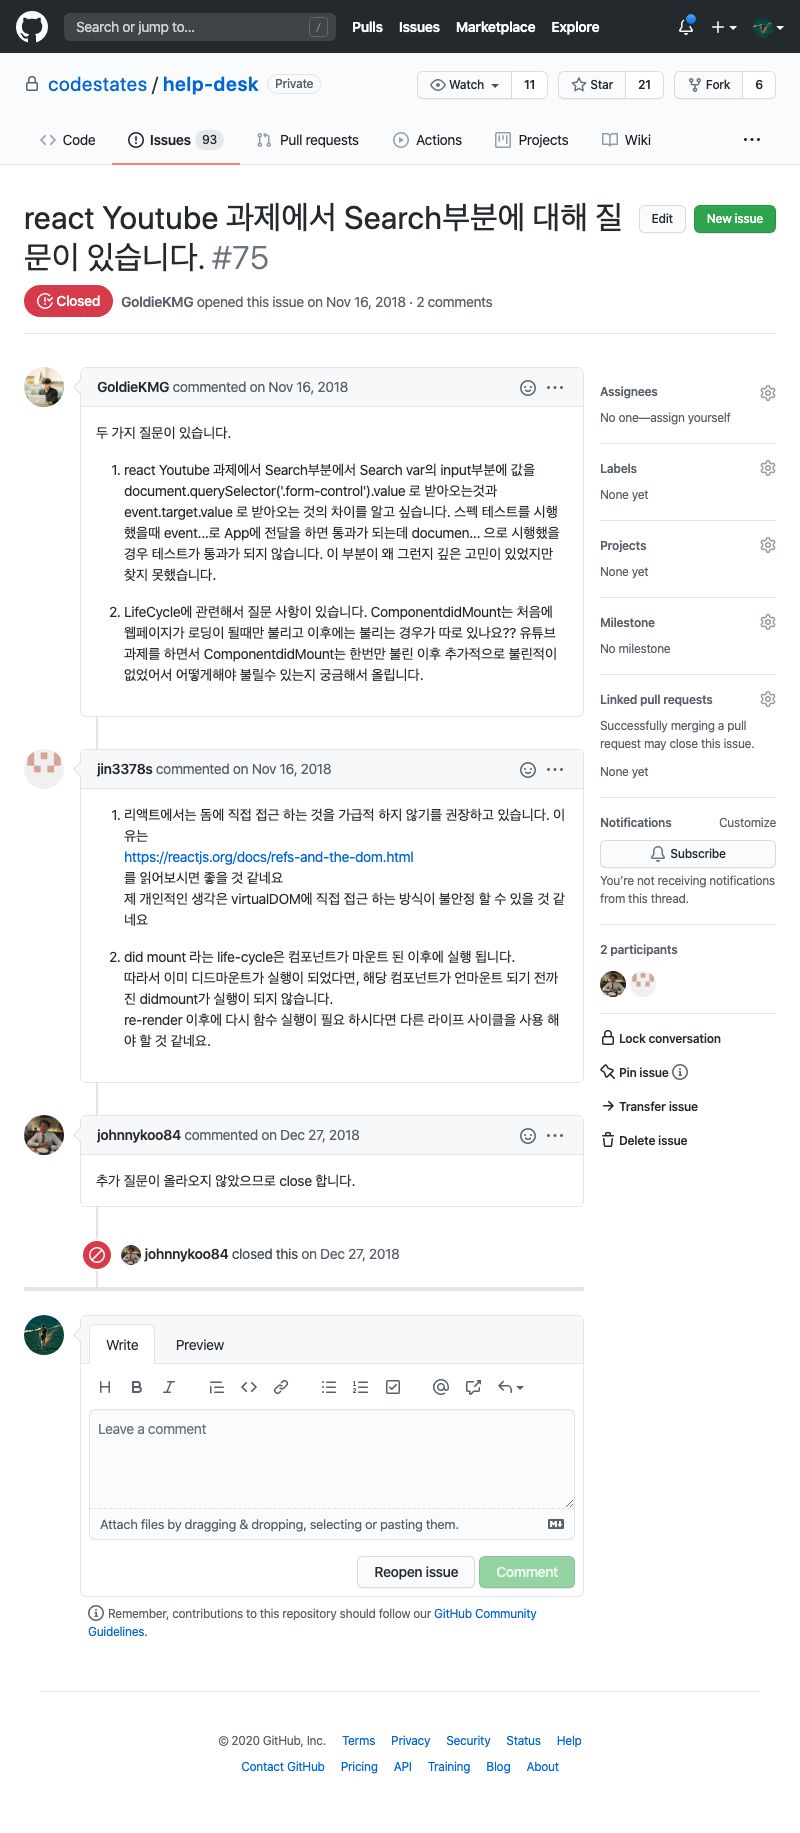 Search or jump to...
/
Pulls Issues Marketplace Explore
codestates / help-desk Private
Watch 11 Star 21 Fork 6
Code Issues 93 Pull requests Actions Projects Wiki ...
react Youtube 과제에서 Search부분에 대해 질
문이 있습니다. #75
Edit New issue
Closed GoldieKMG opened this issue on Nov 16, 2018 · 2 comments
GoldieKMG commented on Nov 16, 2018
두 가지 질문이 있습니다.
1. react Youtube 과제에서 Search부분에서 Search var의 input부분에 값을
document.querySelector('.form-control').value 로 받아오는것과
event.target.value 로 받아오는 것의 차이를 알고 싶습니다. 스펙 테스트를 시행
했을때 event...로 App에 전달을 하면 통과가 되는데 documen... 으로 시행했을
경우 테스트가 통과가 되지 않습니다. 이 부분이 왜 그런지 깊은 고민이 있었지만
찾지 못했습니다.
2. LifeCycle에 관련해서 질문 사항이 있습니다. ComponentdidMount는 처음에
웹페이지가 로딩이 될때만 불리고 이후에는 불리는 경우가 따로 있나요?? 유튜브
과제를 하면서 ComponentdidMount는 한번만 불린 이후 추가적으로 불린적이
없었어서 어떻게해야 불릴수 있는지 궁금해서 올립니다.
jin3378s commented on Nov 16, 2018
1. 리액트에서는 돔에 직접 접근 하는 것을 가급적 하지 않기를 권장하고 있습니다. 이
유는
https://reactjs.org/docs/refs-and-the-dom.html
를 읽어보시면 좋을 것 같네요
제 개인적인 생각은 virtualDOM에 직접 접근 하는 방식이 불안정 할 수 있을 것 같
네요
2. did mount 라는 life-cycle은 컴포넌트가 마운트 된 이후에 실행 됩니다.
따라서 이미 디드마운트가 실행이 되었다면, 해당 컴포넌트가 언마운트 되기 전까
진 didmount가 실행이 되지 않습니다.
re-render 이후에 다시 함수 실행이 필요 하시다면 다른 라이프 사이클을 사용 해
야 할 것 같네요.
johnnykoo84 commented on Dec 27, 2018
추가 질문이 올라오지 않았으므로 close 합니다.
johnnykoo84 closed this on Dec 27, 2018
Assignees
No one—assign yourself
Labels
None yet
Projects
None yet
Milestone
No milestone
Linked pull requests
Successfully merging a pull
request may close this issue.
None yet
Notifications Customize
Subscribe
You're not receiving notifications
from this thread.
2 participants
Lock conversation
Pin issue
Transfer issue
Delete issue
Write Preview
Leave a comment
Attach files by dragging & dropping, selecting or pasting them.
Reopen issue Comment
Remember, contributions to this repository should follow our GitHub Community
Guidelines.
© 2020 GitHub, Inc. Terms Privacy Security Status Help
Contact GitHub Pricing API Training Blog About